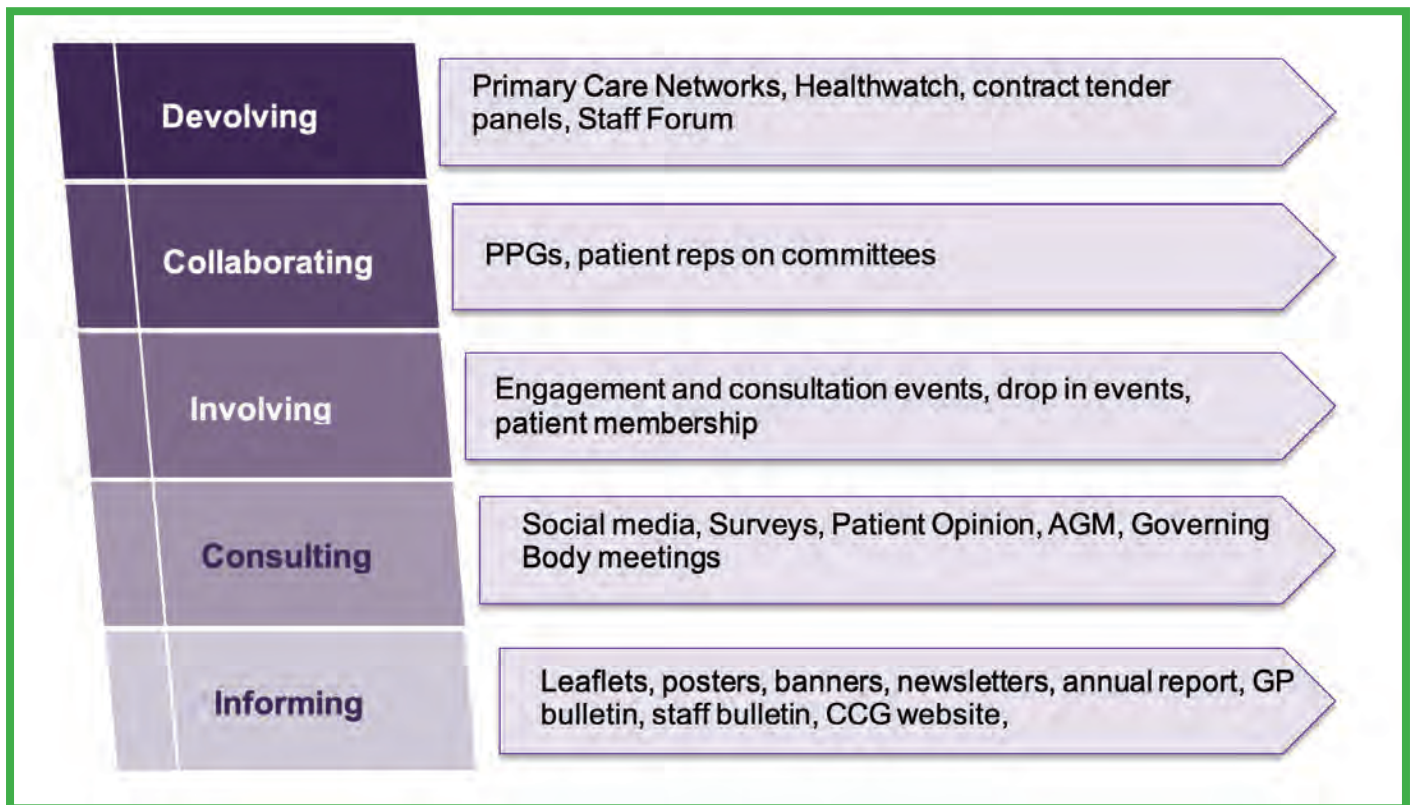 Devolving
Primary Care Networks, Healthwatch, contract tender
panels, Staff Forum
Collaborating
PPGs, patient reps on committees
Involving
Engagement and consultation events, drop in events,
patient membership
Consulting
Social media, Surveys, Patient Opinion, AGM, Governing
Body meetings
Informing
Leaflets, posters, banners, newsletters, annual report, GP
bulletin, staff bulletin, CCG website,